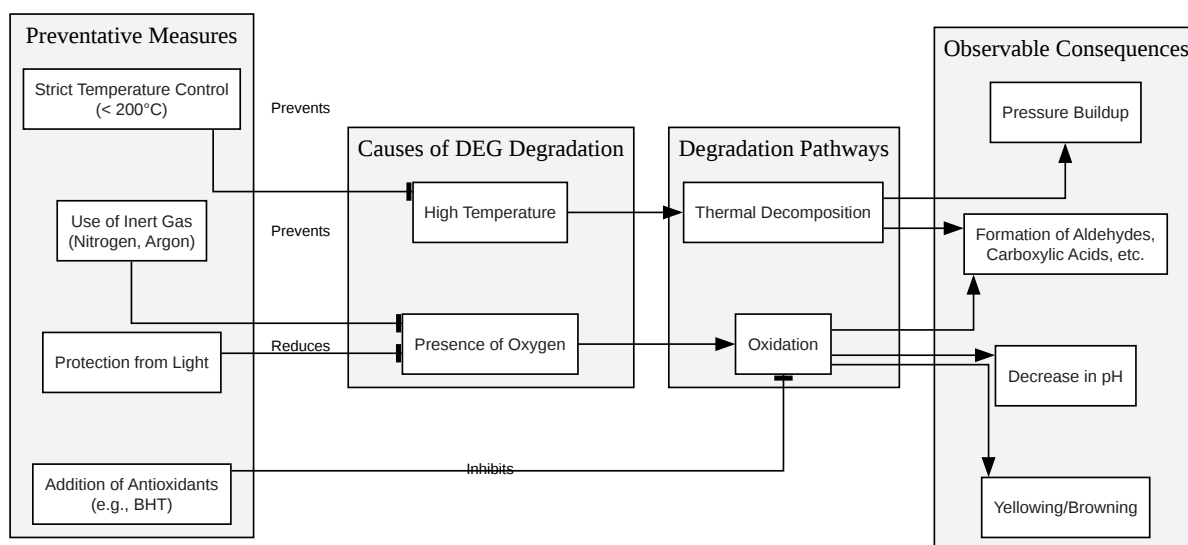 Preventative Measures
Strict Temperature Control
(< 200°C)
Use of Inert Gas
(Nitrogen, Argon)
Protection from Light
Addition of Antioxidants
(e.g., BHT)
Prevents
Prevents
Reduces
Inhibits
Causes of DEG Degradation
High Temperature
Presence of Oxygen
Degradation Pathways
Thermal Decomposition
Oxidation
Observable Consequences
Pressure Buildup
Formation of Aldehydes,
Carboxylic Acids, etc.
Decrease in pH
Yellowing/Browning